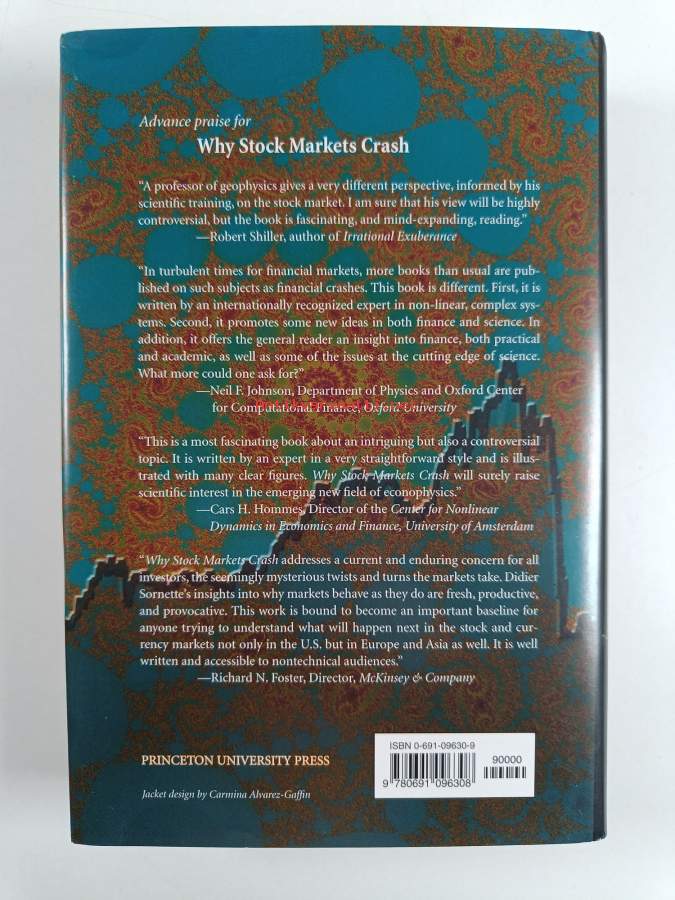 Advance praise for
Why Stock Markets Crash
“A professor of geophysics gives a very different perspective, informed by his
scientific training, on the stock market. I am sure that his view will be highly
controversial, but the book is fascinating, and mind-expanding, reading.”
—Robert Shiller, author of Irrational Exuberance
“In turbulent times for financial markets, more books than usual are pub-
lished on such subjects as financial crashes. This book is different. First, it is
written by an internationally recognized expert in non-linear, complex sys-
tems. Second, it promotes some new ideas in both finance and science. In
addition, it offers the general reader an insight into finance, both practical
and academic, as well as some of the issues at the cutting edge of science.
What more could one ask for?”
—Neil F. Johnson, Department of Physics and Oxford Center
for Computational Finance, Oxford University
“This is a most fascinating book about an intriguing but also a controversial
topic. It is written by an expert in a very straightforward style and is illus-
trated with many clear figures. Why Stock Markets Crash will surely raise
scientific interest in the emerging new field of econophysics.”
—Cars H. Hommes, Director of the Center for Nonlinear
Dynamics in Economics and Finance, University of Amsterdam
“Why Stock Markets Crash addresses a current and enduring concern for all
investors, the seemingly mysterious twists and turns the markets take. Didier
Sornette’s insights into why markets behave as they do are fresh, productive,
and provocative. This work is bound to become an important baseline for
anyone trying to understand what will happen next in the stock and cur-
rency markets not only in the U.S. but in Europe and Asia as well. It is well
written and accessible to nontechnical audiences.”
—Richard N. Foster, Director, McKinsey & Company
ISBN 0-691-09630-9
90000
PRINCETON UNIVERSITY PRESS
9 780691 096308
Jacket design by Carmina Alvarez-Gaffin